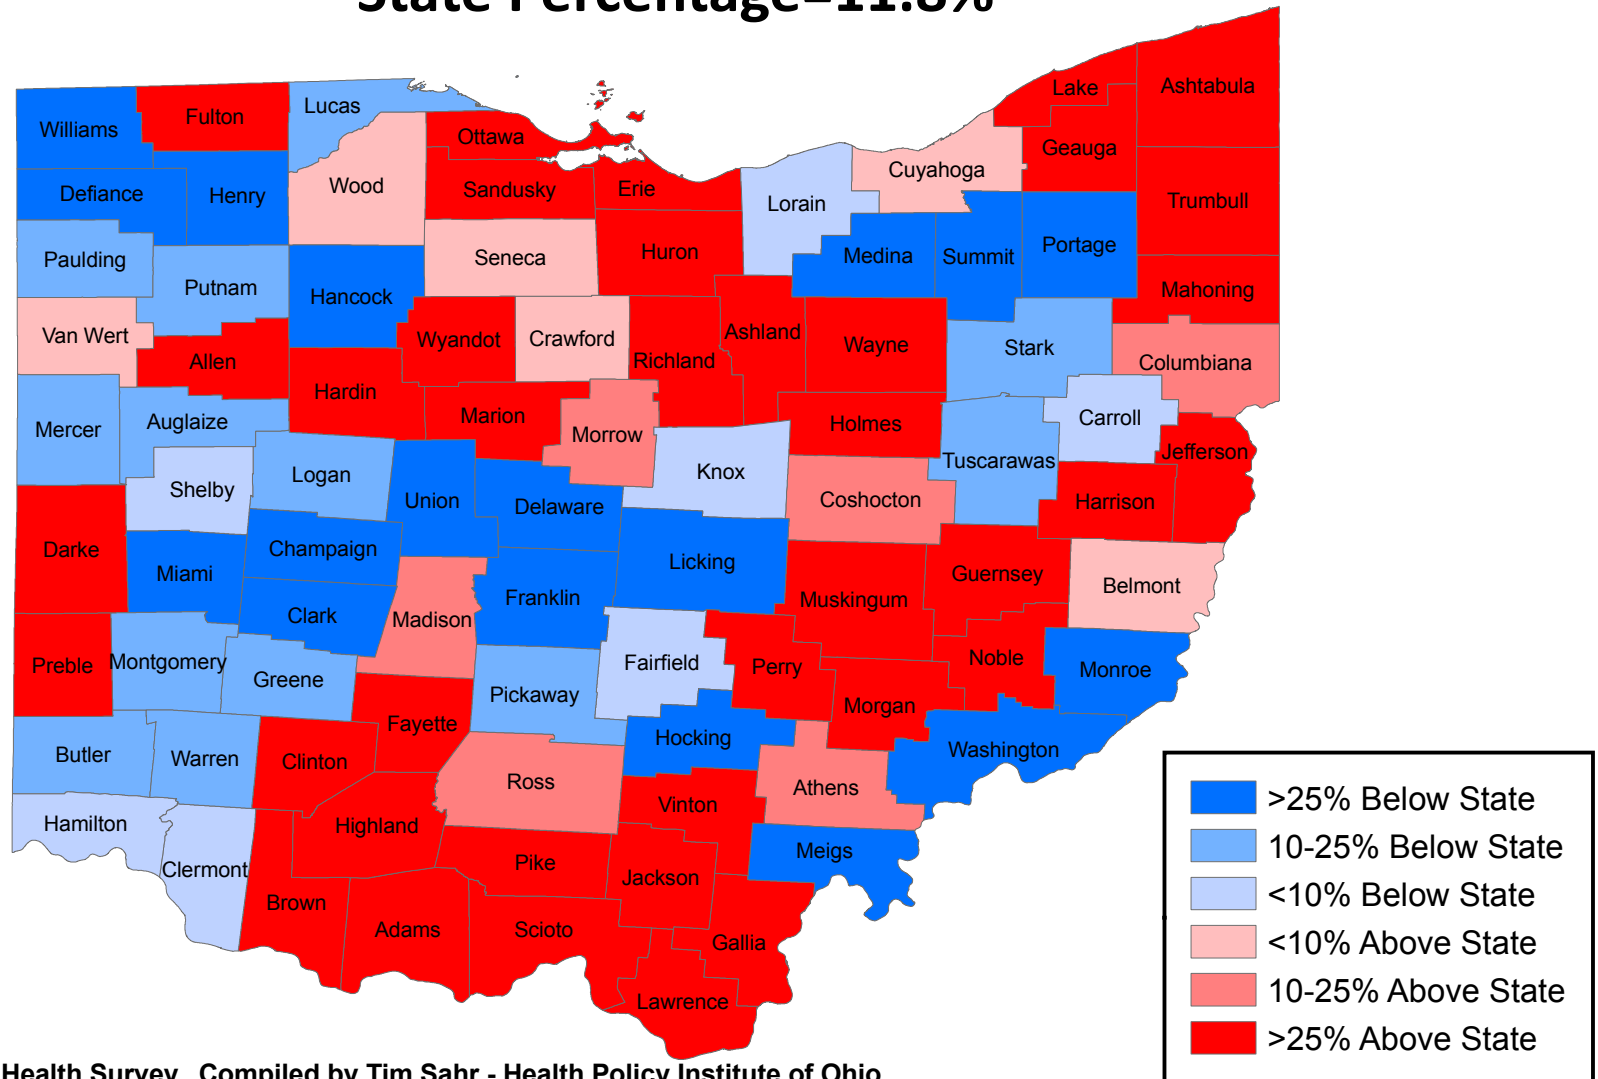 State Percentage=11.8%
Lake
Ashtabula
Lucas
Fulton
Williams
Ottawa
Geauga
Cuyahoga
Wood
Sandusky
Erie
Defiance
Henry
Lorain
Trumbull
Portage
Huron
Medina
Summit
Seneca
Paulding
Putnam
Mahoning
Hancock
Ashland
Van Wert
Wyandot
Crawford
Wayne
Stark
Allen
Richland
Columbiana
Hardin
Marion
Carroll
Mercer
Auglaize
Holmes
Morrow
Jefferson
Tuscarawas
Knox
Logan
Shelby
Union
Coshocton
Harrison
Delaware
Darke
Champaign
Licking
Miami
Guernsey
Belmont
Franklin
Muskingum
Clark
Madison
Noble
Preble
Montgomery
Fairfield
Perry
Monroe
Greene
Pickaway
Morgan
Fayette
Hocking
Washington
Butler
Warren
Clinton
Ross
Athens
Vinton
Hamilton
Highland
Meigs
Clermont
Pike
Jackson
Brown
Adams
Scioto
Gallia
Lawrence
>25% Below State
10-25% Below State
<10% Below State
<10% Above State
10-25% Above State
>25% Above State
Health Survey. Compiled by Tim Sahr - Health Policy Institute of Ohio